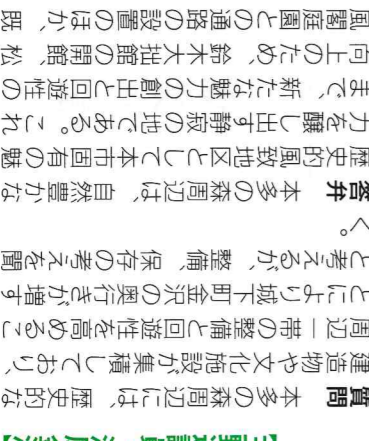 質問　本多の森周辺には、歴史的な
建造物や文化施設が集積しており、
周辺一帯の整備と回遊性を高めるこ
とにより城下町金沢の奥行きが増す
と考えるが、整備、保存の考えを聞
く。
答弁　本多の森周辺は、自然豊かな
歴史的風致地区として本市固有の魅
力を醸し出す静寂の地である。これ
まで、新たな魅力の創出と回遊性の
向上のため、鈴木大拙館の開館、松
風閣庭園との通路の設置のほか、既